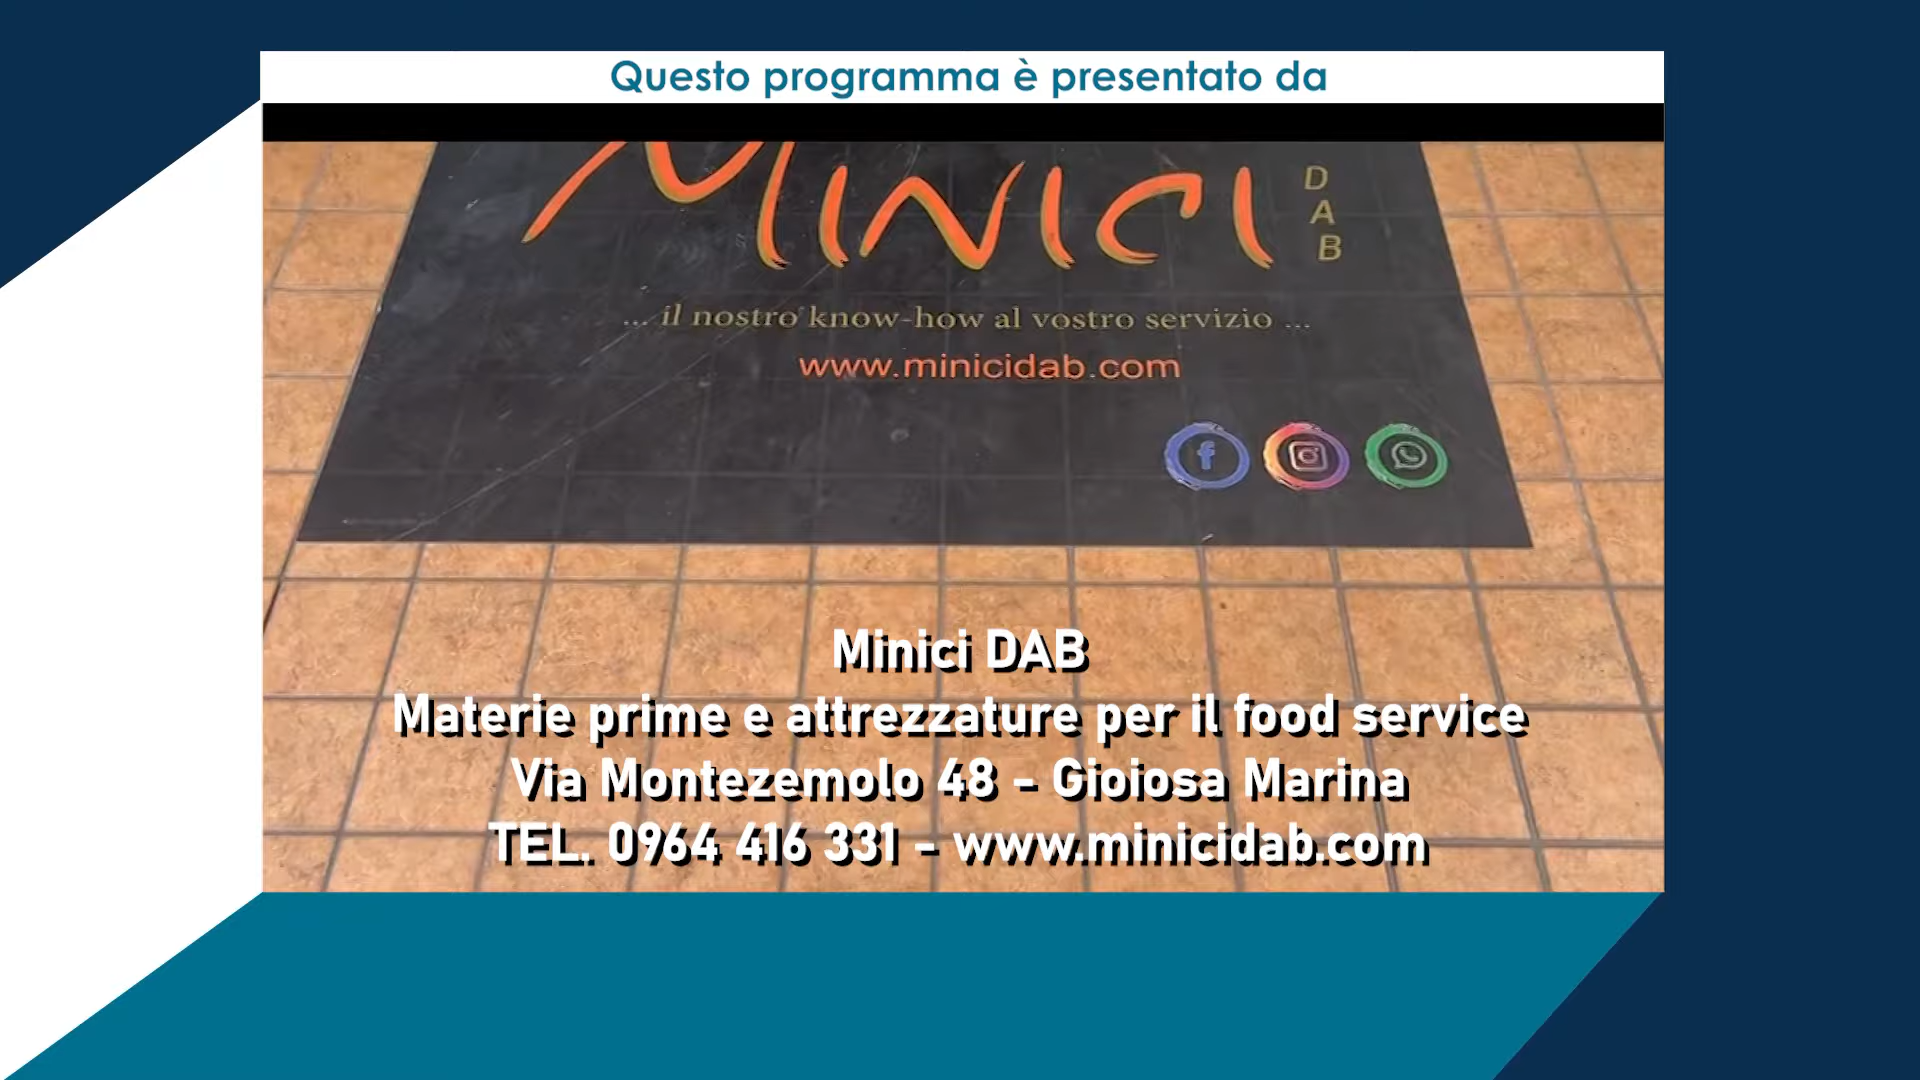 Questo programma è presentato da
MINICI
DAB
... il nostro know-how al vostro servizio ...
www.minicidab.com
Minici DAB
Materie prime e attrezzature per il food service
Via Montezemolo 48 - Gioiosa Marina
TEL. 0964 416 331 - www.minicidab.com